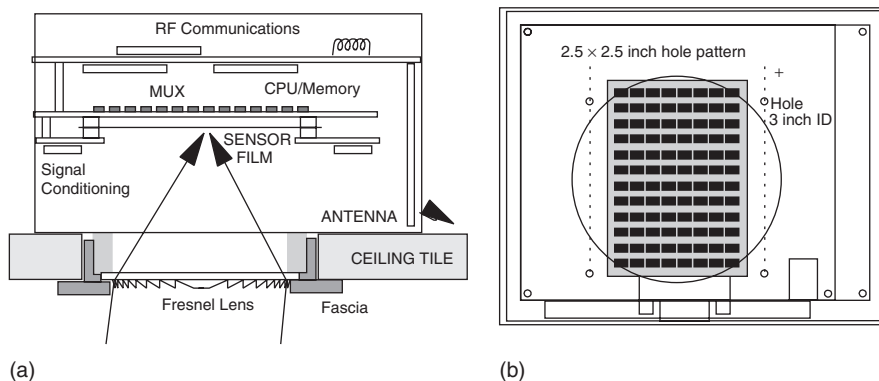 RF Communications
MUX
CPU/Memory
SENSOR
FILM
Signal
Conditioning
ANTENNA
CEILING TILE
Fresnel Lens
Fascia
(a)
2.5 × 2.5 inch hole pattern
+
Hole
3 inch ID
(b)